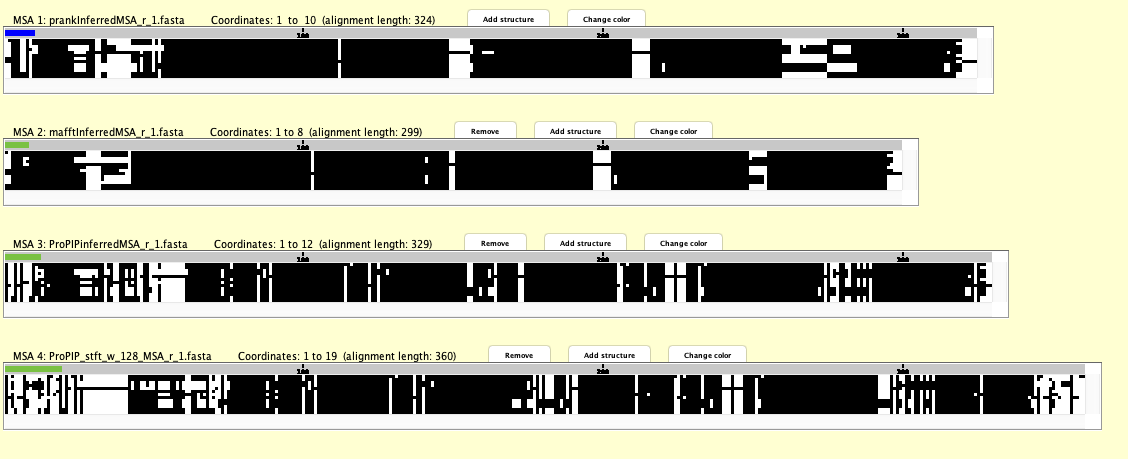 MSA 1: prankInferredMSA_r_1.fasta Coordinates: 1 to 10 (alignment length: 324) Add structure Change color
100 200 300
MSA 2: mafftInferredMSA_r_1.fasta Coordinates: 1 to 8 (alignment length: 299) Remove Add structure Change color
100 200
MSA 3: ProPIPinferredMSA_r_1.fasta Coordinates: 1 to 12 (alignment length: 329) Remove Add structure Change color
100 200 300
MSA 4: ProPIP_stft_w_128_MSA_r_1.fasta Coordinates: 1 to 19 (alignment length: 360) Remove Add structure Change color
100 200 300